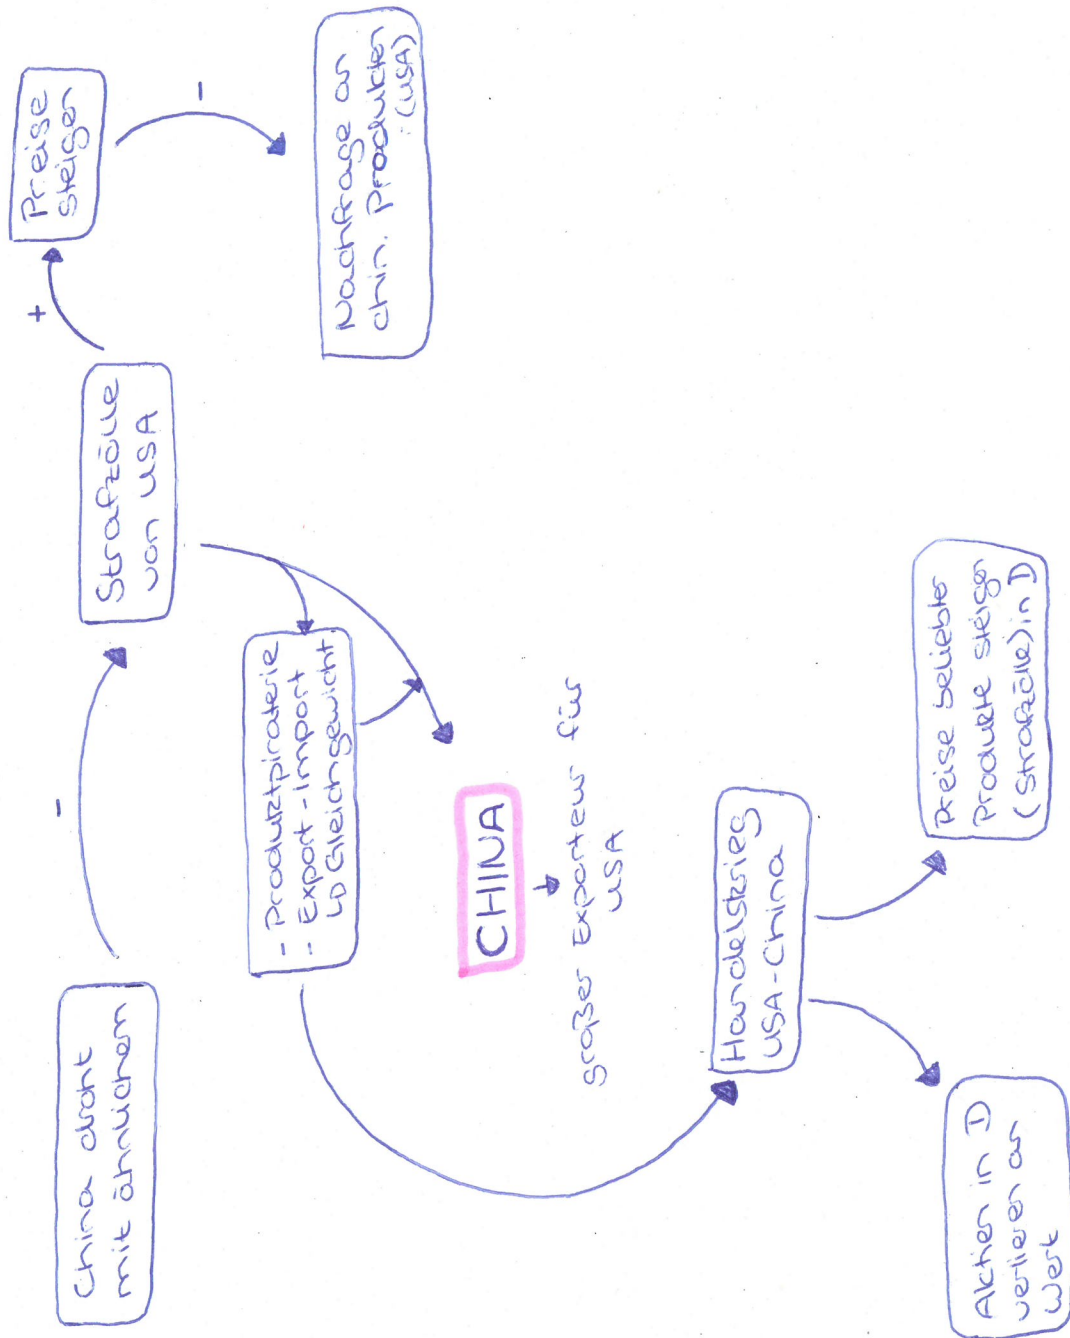 China droht
mit ähnlichem
-
Strafzölle
von USA
+
Preise
steigen
-
Nachfrage an
chin. Produkten
(USA)
- Produktpiraterie
- Export-Import
↳ Gleichgewicht
CHINA
großer Exporteur für
USA
Handelskrieg
USA-China
Aktien in D
verlieren an
Wert
Preise beliebter
Produkte steigen
(Strafzölle) in D